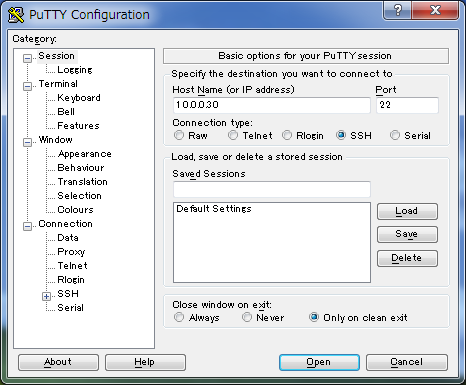 PuTTY Configuration
Category:
Session
Logging
Terminal
Keyboard
Bell
Features
Window
Appearance
Behaviour
Translation
Selection
Colours
Connection
Data
Proxy
Telnet
Rlogin
SSH
Serial
Basic options for your PuTTY session
Specify the destination you want to connect to
Host Name (or IP address) Port
10.0.0.30 22
Connection type:
Raw Telnet Rlogin SSH Serial
Load, save or delete a stored session
Saved Sessions
Default Settings
Load
Save
Delete
Close window on exit:
Always Never Only on clean exit
About Help Open Cancel